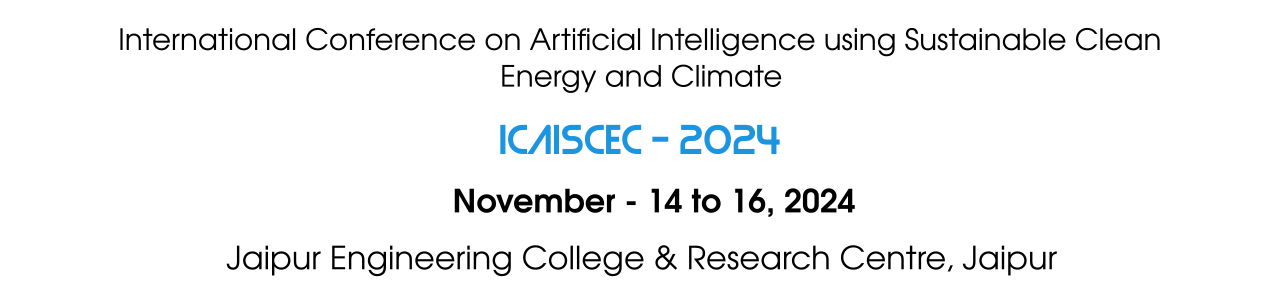 International Conference on Artificial Intelligence using Sustainable Clean
Energy and Climate
ICAISCEC - 2024
November - 14 to 16, 2024
Jaipur Engineering College & Research Centre, Jaipur